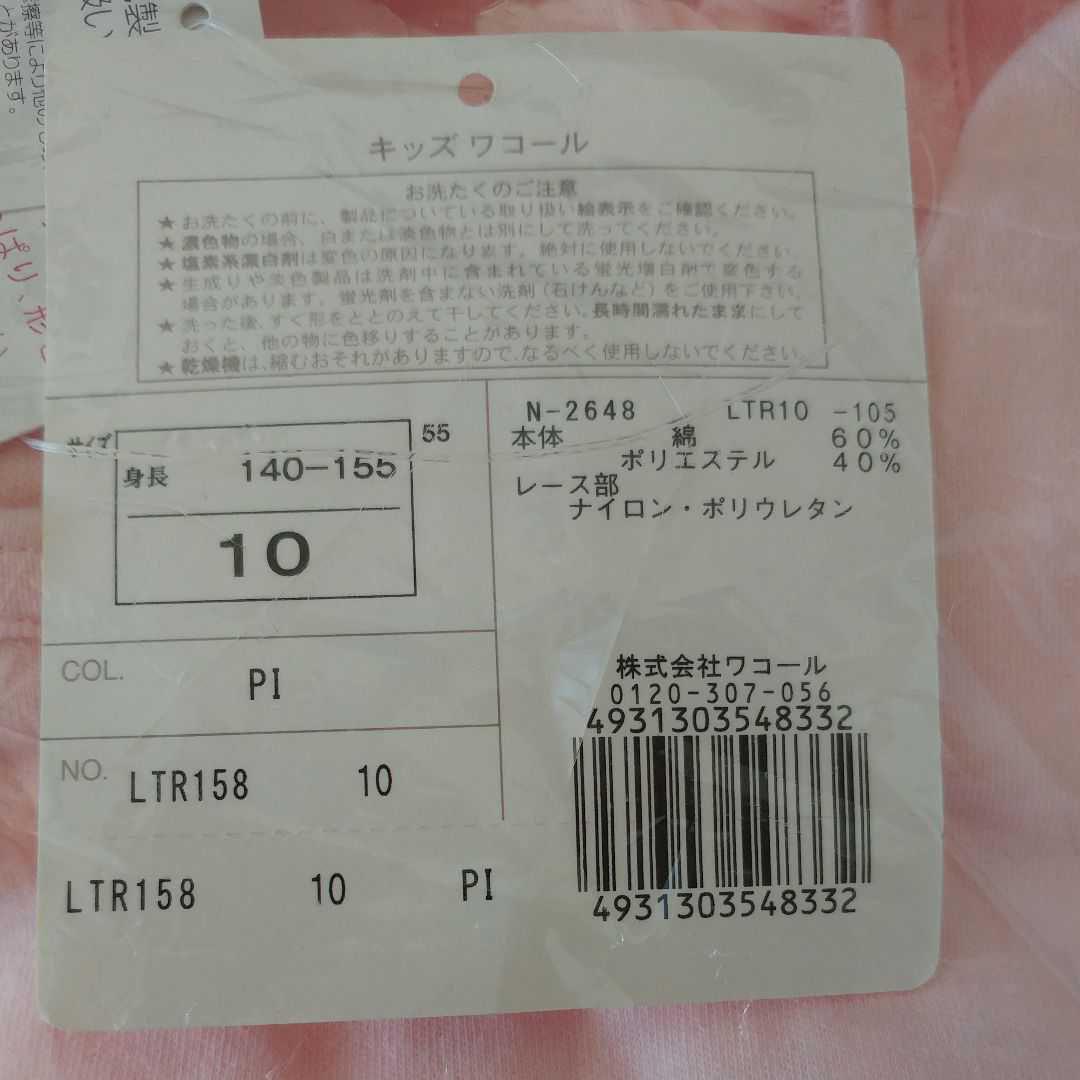 製
扱い
とがあります。
ぱり、
キッズ ワコール
お洗たくのご注意
★お洗たくの前に、製品についている取り扱い絵表示をご確認ください。
★濃色物の場合、白または淡色物とは別にして洗ってください。
★塩素系漂白剤は変色の原因になります。絶対に使用しないでください。
★生成りや淡色製品は洗剤中に含まれている蛍光増白剤で変色する
場合があります。蛍光剤を含まない洗剤(石けんなど)をご使用下さい。
★洗った後、すぐ形をととのえて干してください。長時間濡れたままにして
おくと、他の物に色移りすることがあります。
★乾燥機は、縮むおそれがありますので、なるべく使用しないでください。
サイズ
身長 140-155
55
10
N-2648 LTR10 -105
本体 綿 60%
ポリエステル 40%
レース部
ナイロン・ポリウレタン
COL. PI
NO. LTR158 10
株式会社ワコール
0120-307-056
4931303548332
4931303548332
LTR158 10 PI